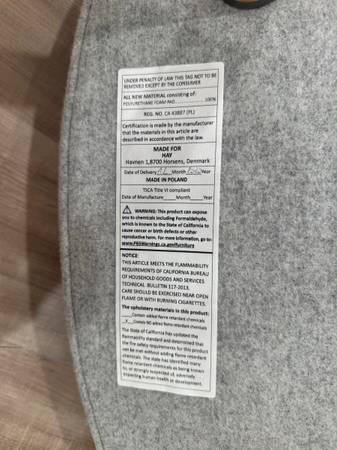 UNDER PENALTY OF LAW THIS TAG NOT TO BE
REMOVED EXCEPT BY THE CONSUMER
ALL NEW MATERIAL consisting of:
POLYURETHANE FOAM PAD 100%
REG. NO. CA 43887 (PL)
Certification is made by the manufacturer
that the materials in this article are
described in accordance with the law.
MADE FOR
HAY
Havnen 1,8700 Horsens, Denmark
Date of Delivery Month Year
MADE IN POLAND
TSCA Title VI compliant
Date of Manufacture____Month____Year
WARNING: This product can expose
you to chemicals including Formaldehyde,
which is known to the State of California to
cause cancer or birth defects or other
reproductive harm. For more information, go to:
www.P65Warnings.ca.gov/furniture
NOTICE:
THIS ARTICLE MEETS THE FLAMMABILITY
REQUIREMENTS OF CALIFORNIA BUREAU
OF HOUSEHOLD GOODS AND SERVICES
TECHNICAL BULLETIN 117-2013.
CARE SHOULD BE EXERCISED NEAR OPEN
FLAME OR WITH BURNING CIGARETTES.
The upholstery materials in this product:
____Contain added flame retardant chemicals
__X__Contain NO added flame retardant chemicals
The State of California has updated the
flammability standard and determined that
the fire safety requirements for this product
can be met without adding flame retardant
chemicals. The state has identified many
flame retardant chemicals as being known
to, or strongly suspected of, adversely
impacting human health or development.